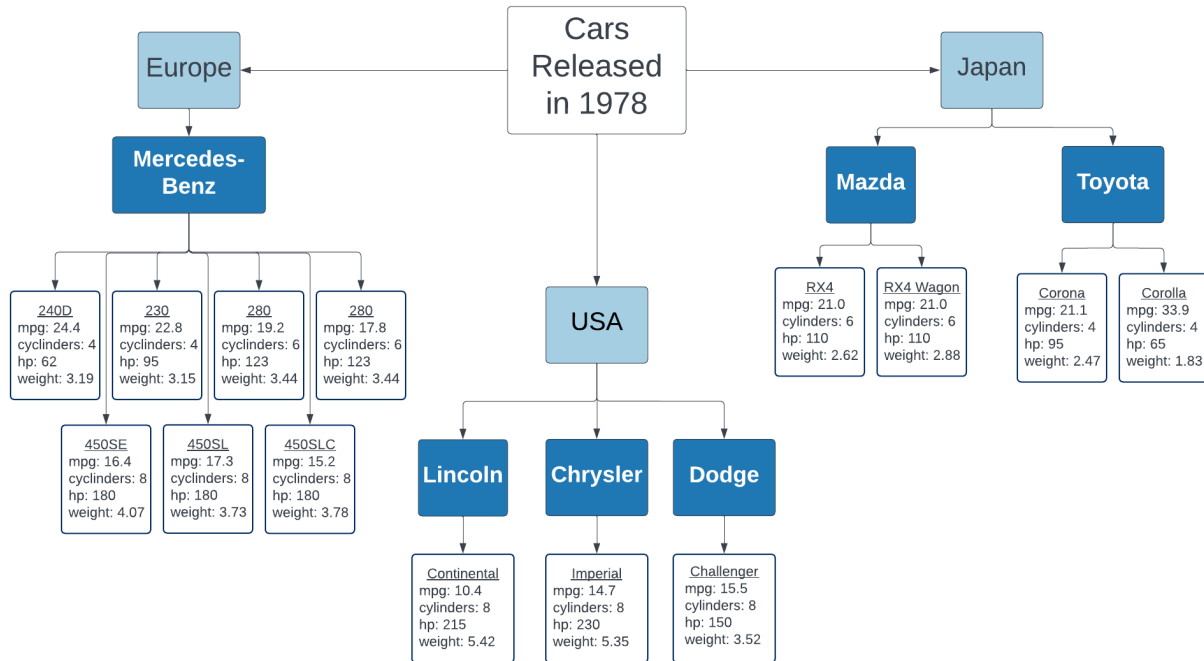 Cars
Released
in 1978
Europe
Japan
Mercedes-
Benz
Mazda
Toyota
240D
mpg: 24.4
cyclinders: 4
hp: 62
weight: 3.19
230
mpg: 22.8
cyclinders: 4
hp: 95
weight: 3.15
280
mpg: 19.2
cyclinders: 6
hp: 123
weight: 3.44
280
mpg: 17.8
cyclinders: 6
hp: 123
weight: 3.44
450SE
mpg: 16.4
cyclinders: 8
hp: 180
weight: 4.07
450SL
mpg: 17.3
cyclinders: 8
hp: 180
weight: 3.73
450SLC
mpg: 15.2
cyclinders: 8
hp: 180
weight: 3.78
USA
Lincoln
Chrysler
Dodge
Continental
mpg: 10.4
cylinders: 8
hp: 215
weight: 5.42
Imperial
mpg: 14.7
cylinders: 8
hp: 230
weight: 5.35
Challenger
mpg: 15.5
cylinders: 8
hp: 150
weight: 3.52
RX4
mpg: 21.0
cylinders: 6
hp: 110
weight: 2.62
RX4 Wagon
mpg: 21.0
cylinders: 6
hp: 110
weight: 2.88
Corona
mpg: 21.1
cylinders: 4
hp: 95
weight: 2.47
Corolla
mpg: 33.9
cylinders: 4
hp: 65
weight: 1.83